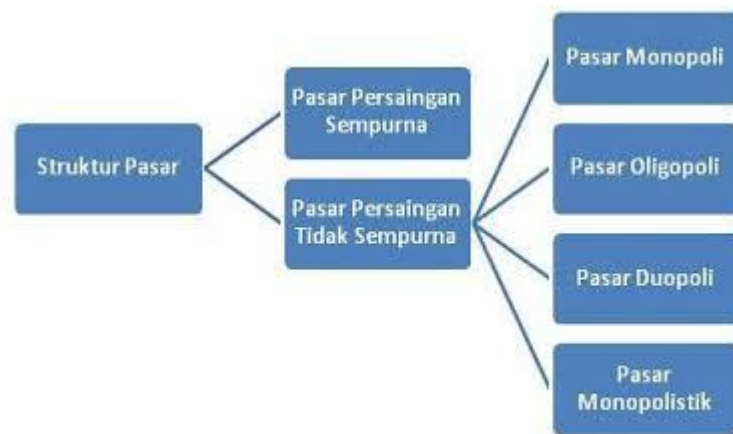 Struktur Pasar
Pasar Persaingan
Sempurna
Pasar Persaingan
Tidak Sempurna
Pasar Monopoli
Pasar Oligopoli
Pasar Duopoli
Pasar
Monopolistik